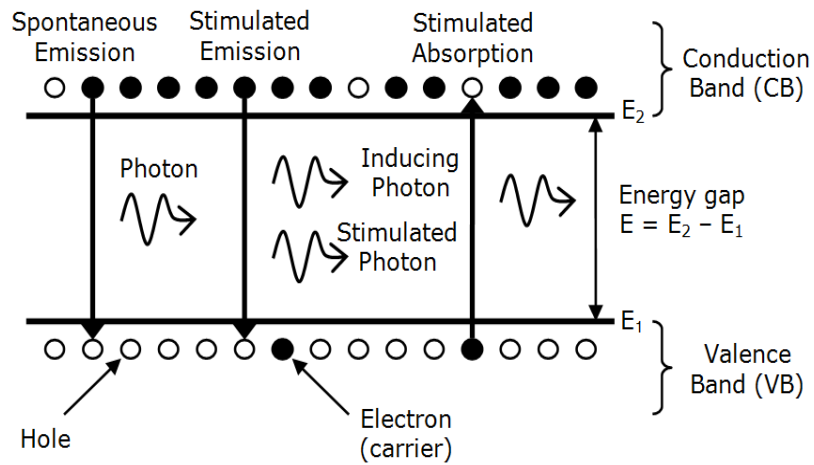 Spontaneous
Emission
Stimulated
Emission
Stimulated
Absorption
Conduction
Band (CB)
E₂
Photon
Inducing
Photon
Stimulated
Photon
Energy gap
E = E₂ − E₁
E₁
Valence
Band (VB)
Hole
Electron
(carrier)